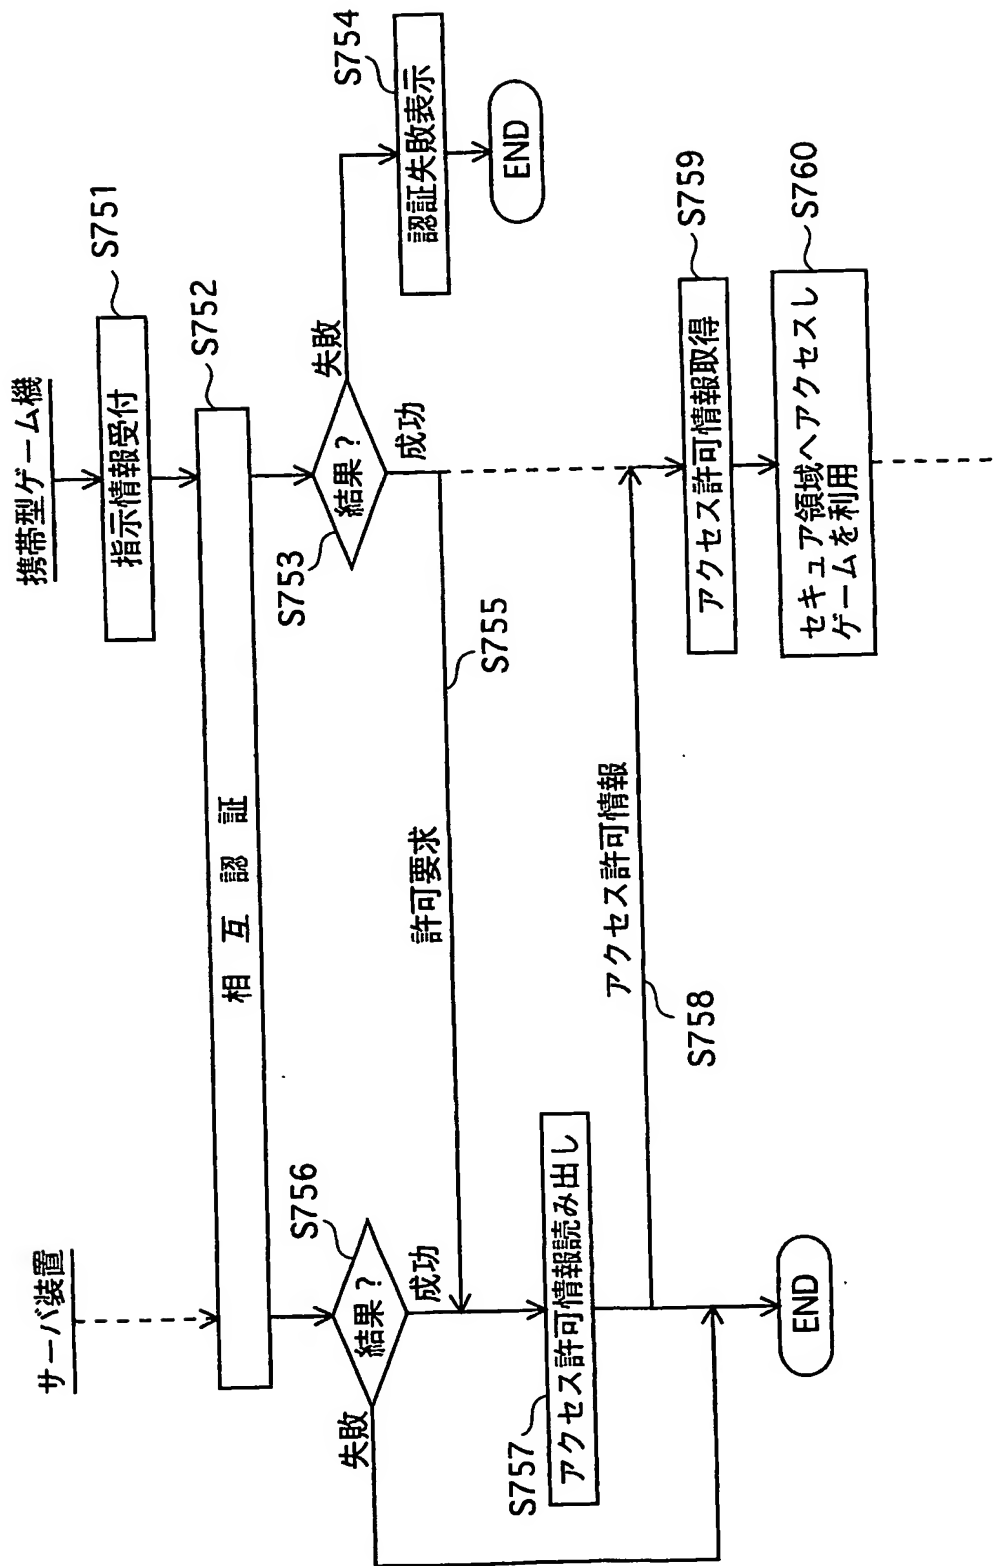 サーバ装置
携帯型ゲーム機
指示情報受付
S751
相互認証
S752
結果?
S753
失敗
成功
認証失敗表示
S754
END
S755
許可要求
結果?
S756
失敗
成功
アクセス許可情報読み出し
S757
アクセス許可情報
S758
アクセス許可情報取得
S759
セキュア領域へアクセスし
ゲームを利用
S760
END